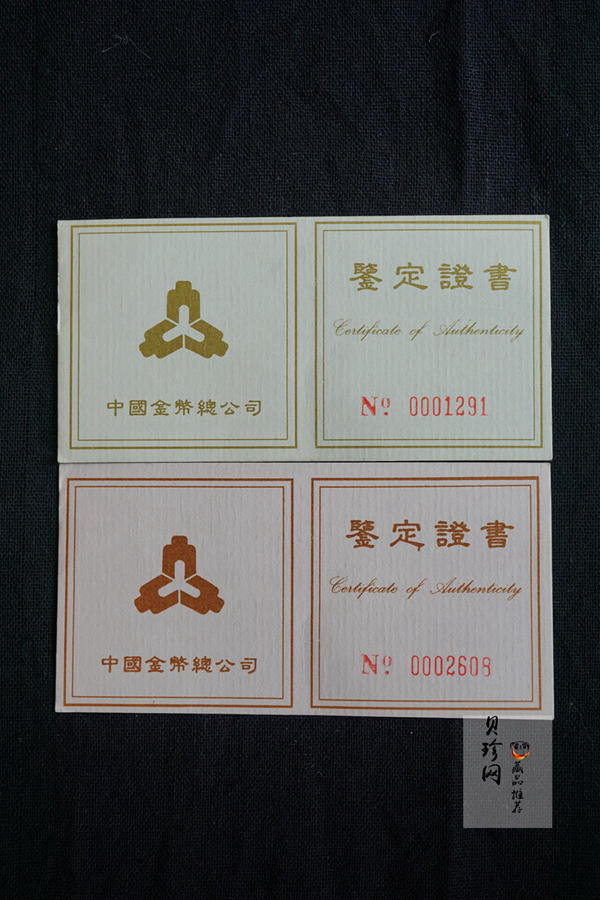 鑒定證書
Certificate of Authenticity
中國金幣總公司
Nº 0001291
鑒定證書
Certificate of Authenticity
中國金幣總公司
Nº 0002608
贝珍网
藏品推荐